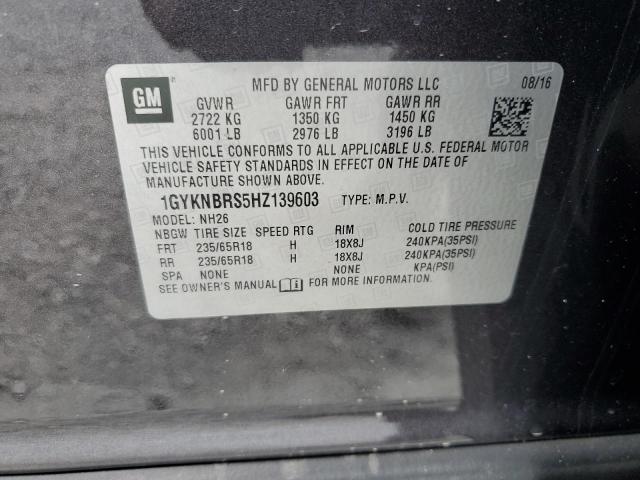 GM
MFD BY GENERAL MOTORS LLC 08/16
GVWR GAWR FRT GAWR RR
2722 KG 1350 KG 1450 KG
6001 LB 2976 LB 3196 LB
THIS VEHICLE CONFORMS TO ALL APPLICABLE U.S. FEDERAL MOTOR
VEHICLE SAFETY STANDARDS IN EFFECT ON THE DATE OF
MANUFACTURE SHOWN ABOVE.
1GYKNBRS5HZ139603 TYPE: M.P.V.
MODEL: NH26
NBGW TIRE SIZE SPEED RTG RIM COLD TIRE PRESSURE
FRT 235/65R18 H 18X8J 240KPA(35PSI)
RR 235/65R18 H 18X8J 240KPA(35PSI)
SPA NONE NONE KPA(PSI)
SEE OWNER'S MANUAL FOR MORE INFORMATION